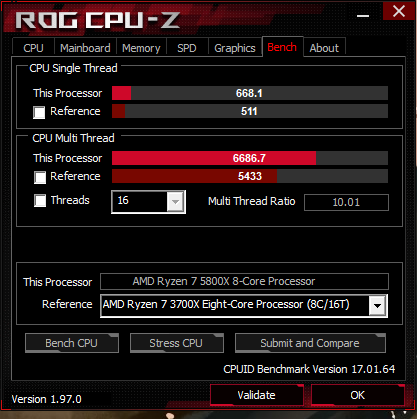 ROG CPU-Z
CPU Mainboard Memory SPD Graphics Bench About
CPU Single Thread
This Processor 668.1
Reference 511
CPU Multi Thread
This Processor 6686.7
Reference 5433
Threads 16 Multi Thread Ratio 10.01
This Processor AMD Ryzen 7 5800X 8-Core Processor
Reference AMD Ryzen 7 3700X Eight-Core Processor (8C/16T)
Bench CPU Stress CPU Submit and Compare
CPUID Benchmark Version 17.01.64
Version 1.97.0 Validate OK